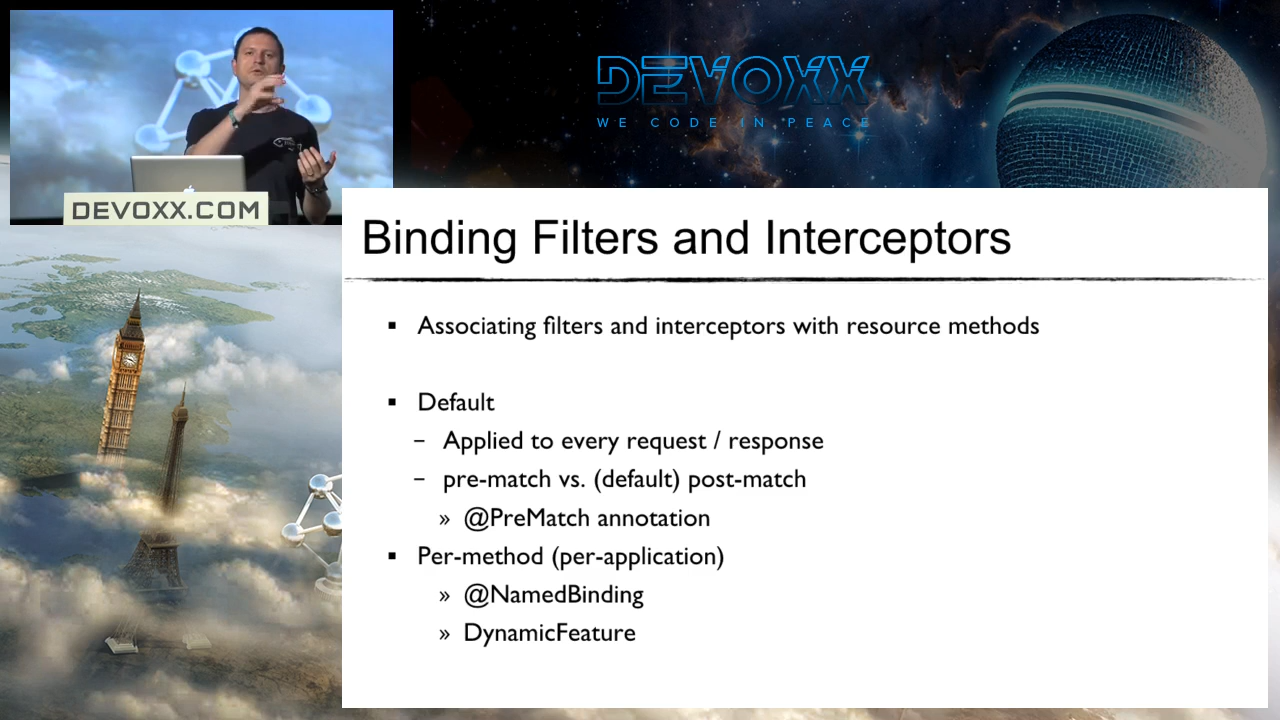 DEVOXX
WE CODE IN PEACE
DEVOXX.COM
Binding Filters and Interceptors
▪ Associating filters and interceptors with resource methods
▪ Default
– Applied to every request / response
– pre-match vs. (default) post-match
» @PreMatch annotation
▪ Per-method (per-application)
» @NamedBinding
» DynamicFeature